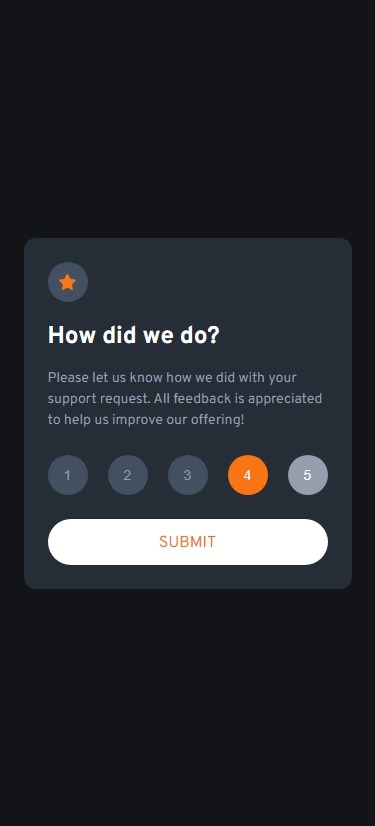 How did we do?
Please let us know how we did with your
support request. All feedback is appreciated
to help us improve our offering!
1 2 3 4 5
SUBMIT